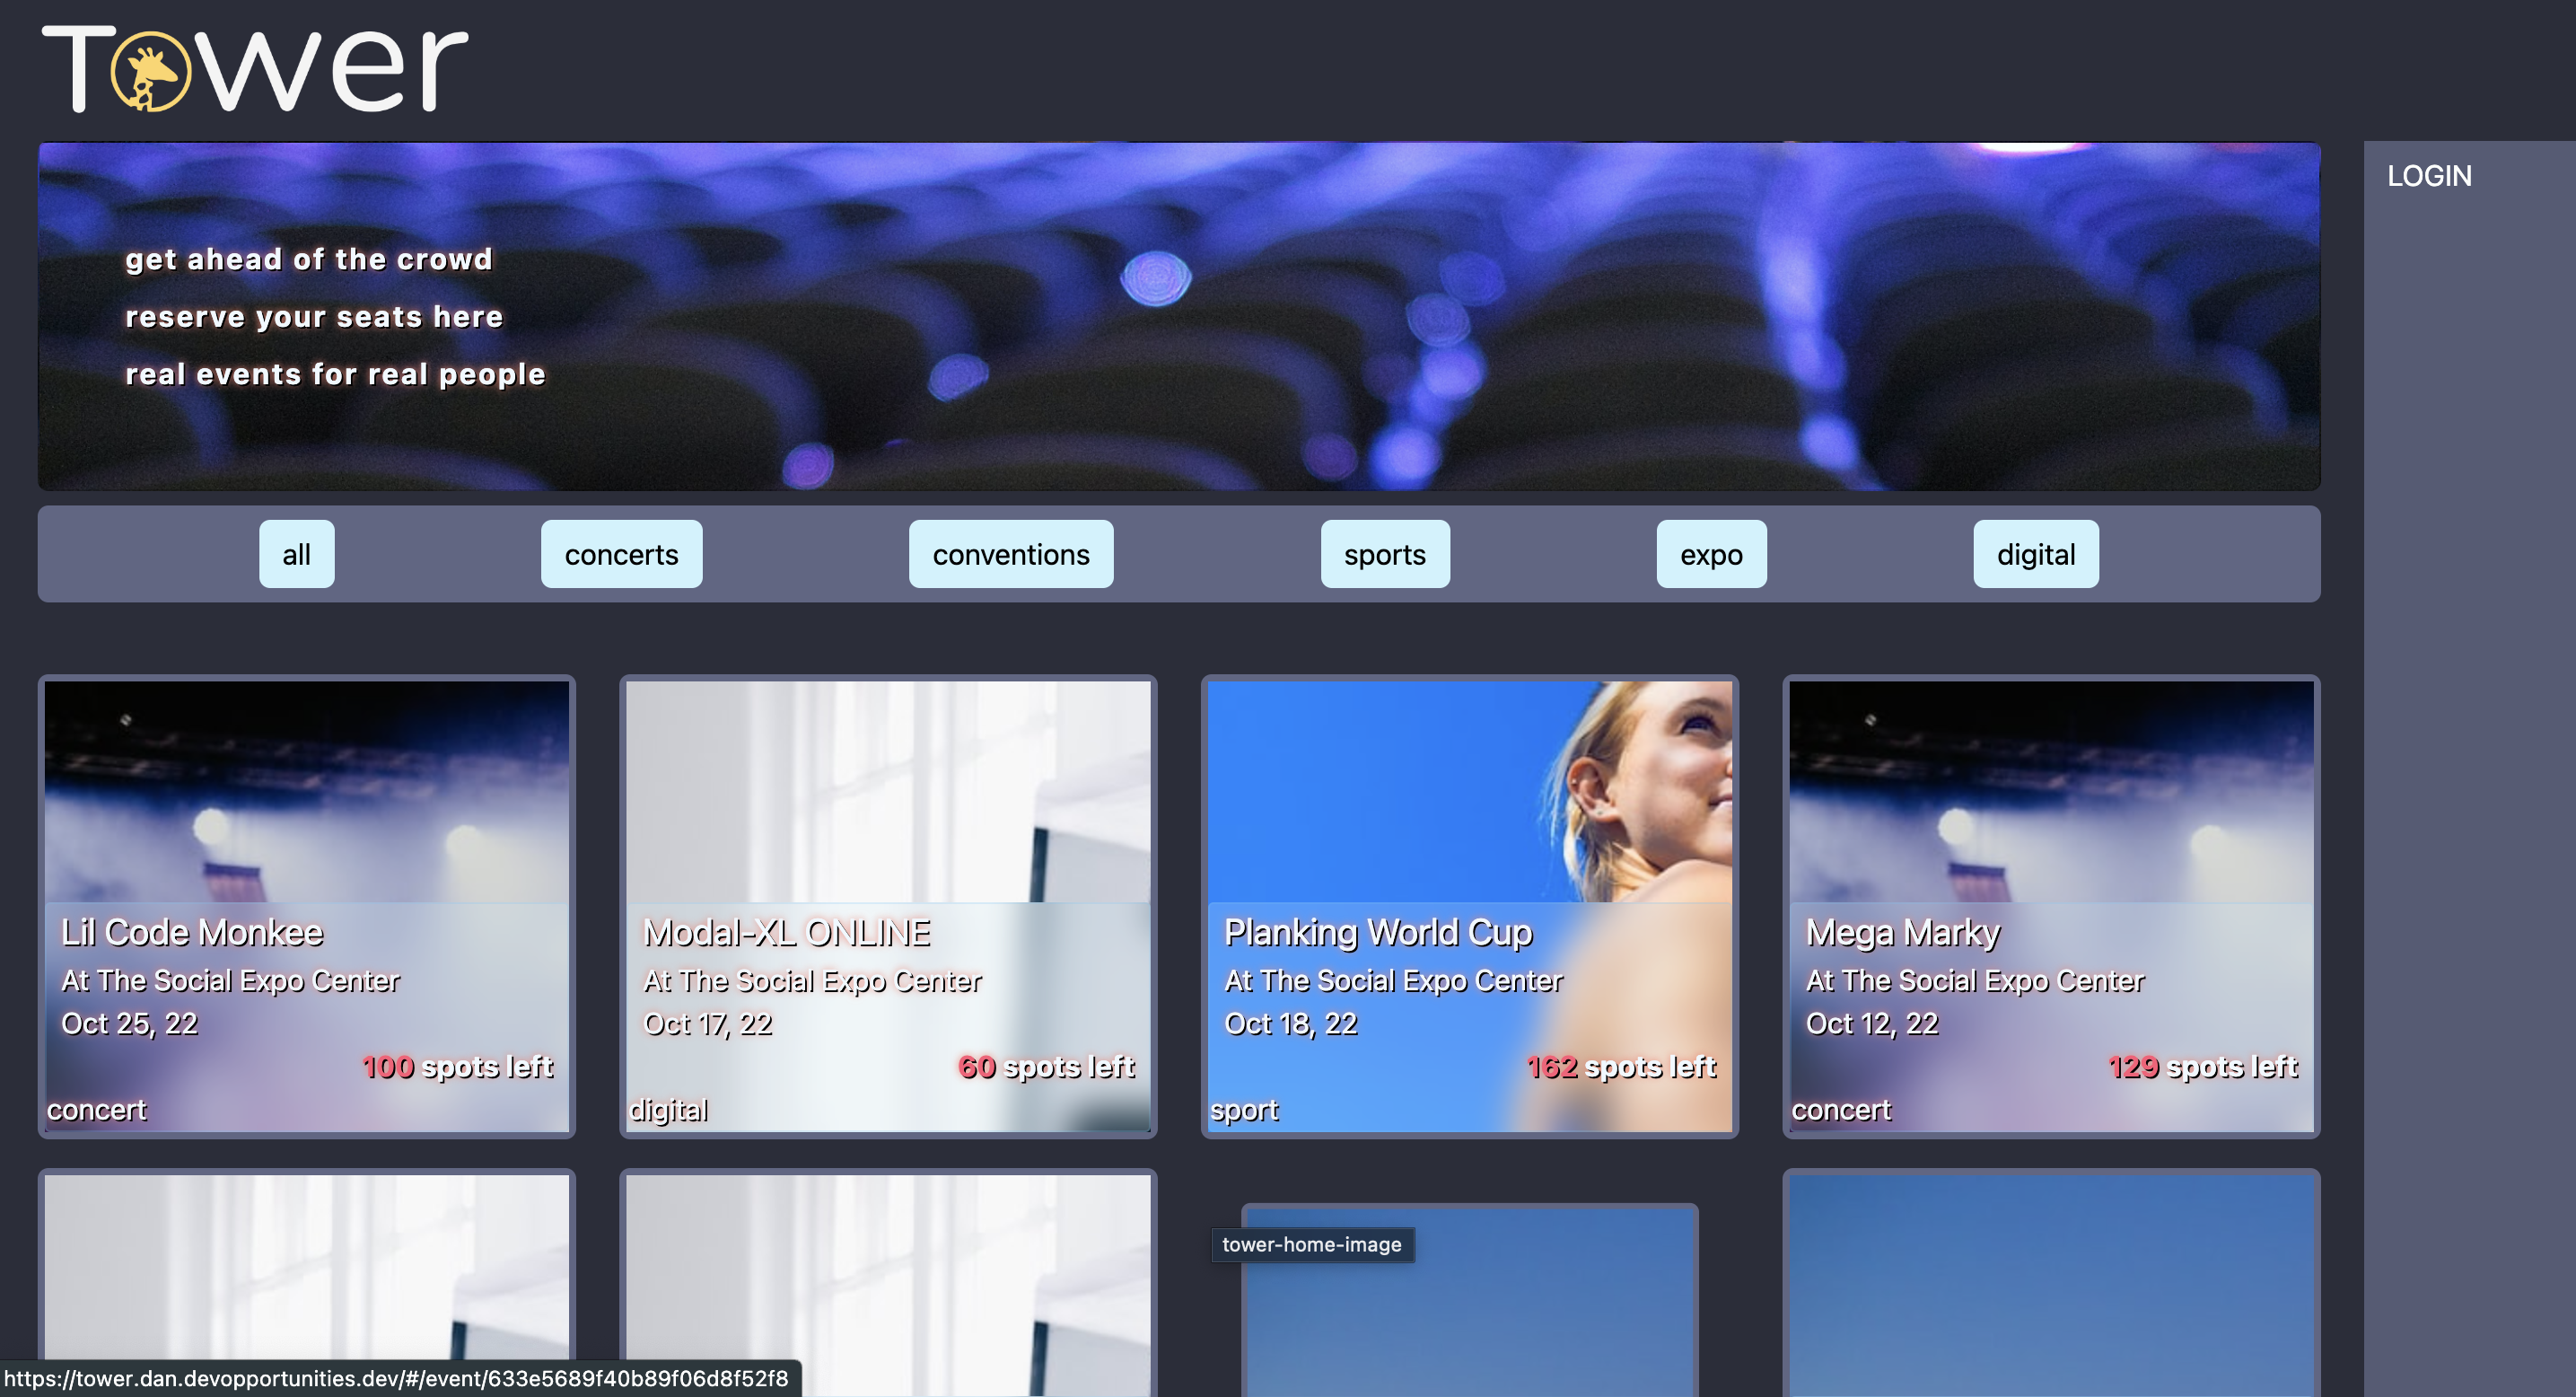 Tower
LOGIN
get ahead of the crowd
reserve your seats here
real events for real people
all
concerts
conventions
sports
expo
digital
Lil Code Monkee
At The Social Expo Center
Oct 25, 22
100 spots left
concert
Modal-XL ONLINE
At The Social Expo Center
Oct 17, 22
60 spots left
digital
Planking World Cup
At The Social Expo Center
Oct 18, 22
162 spots left
sport
Mega Marky
At The Social Expo Center
Oct 12, 22
129 spots left
concert
tower-home-image
https://tower.dan.devopportunities.dev/#/event/633e5689f40b89f06d8f52f8